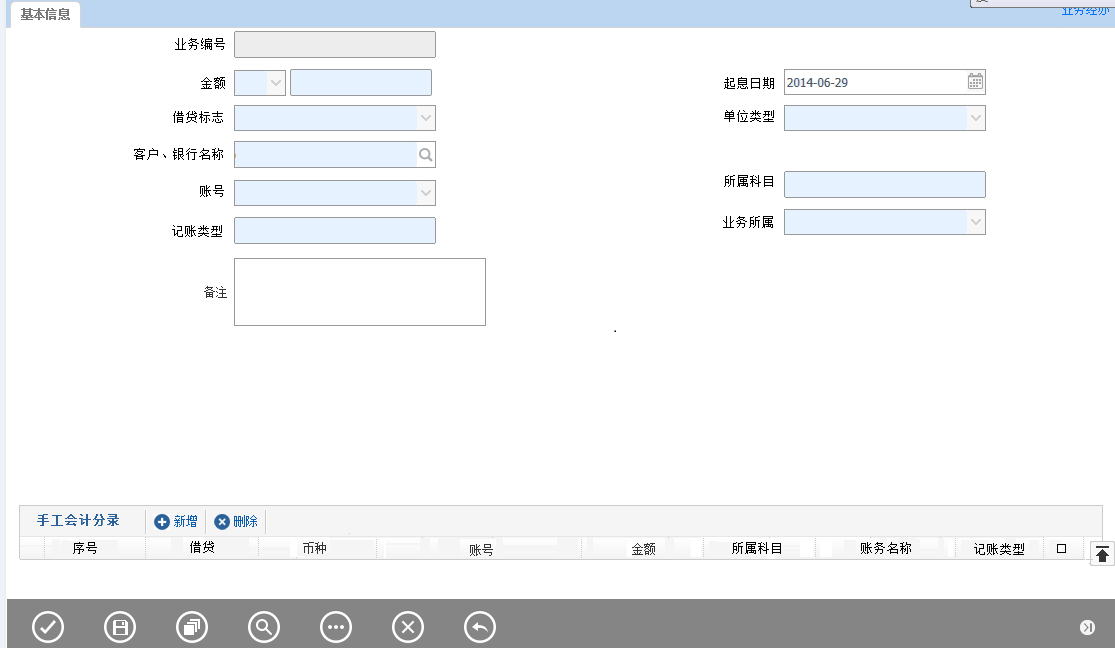 基本信息
业务经办
业务编号
金额
起息日期 2014-06-29
借贷标志
单位类型
客户、银行名称
账号
所属科目
记账类型
业务所属
备注
手工会计分录 新增 删除
序号 借贷 币种 账号 金额 所属科目 账务名称 记账类型